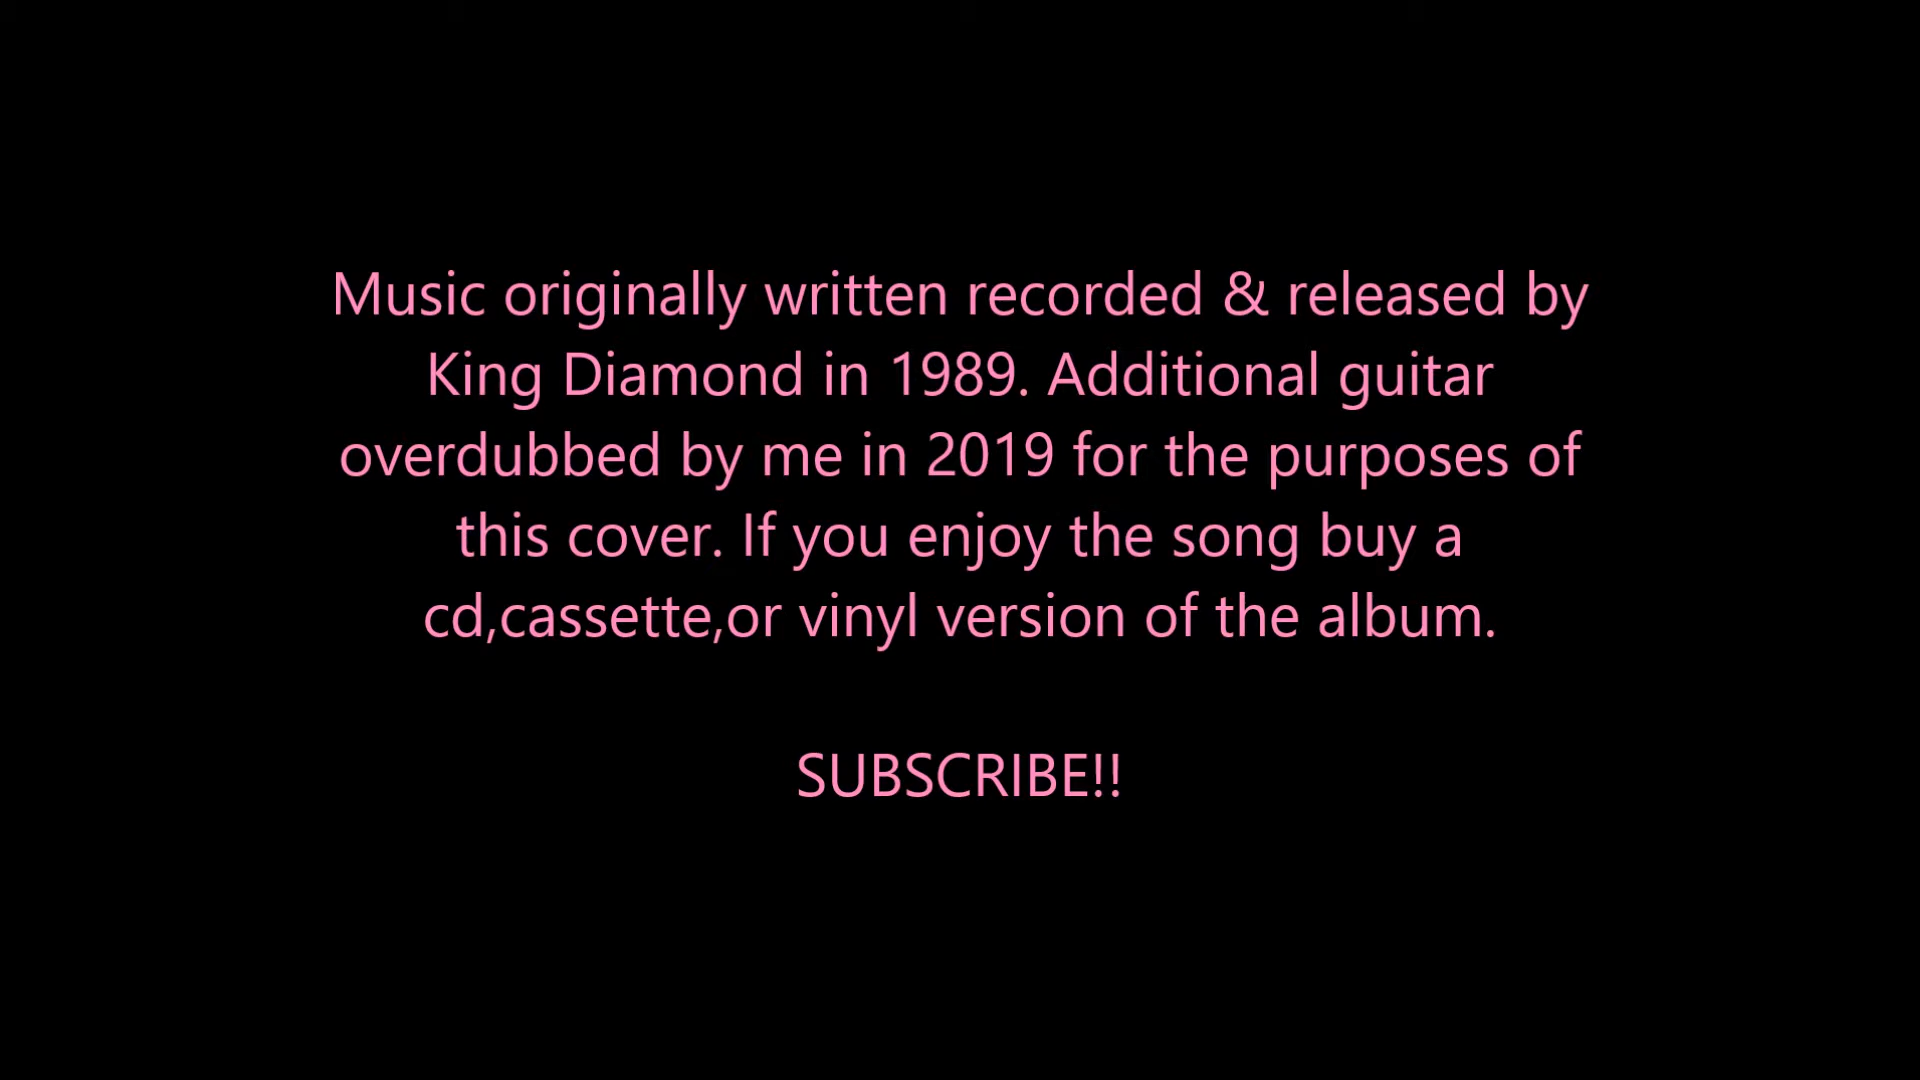 Music originally written recorded & released by
King Diamond in 1989. Additional guitar
overdubbed by me in 2019 for the purposes of
this cover. If you enjoy the song buy a
cd,cassette,or vinyl version of the album.
SUBSCRIBE!!